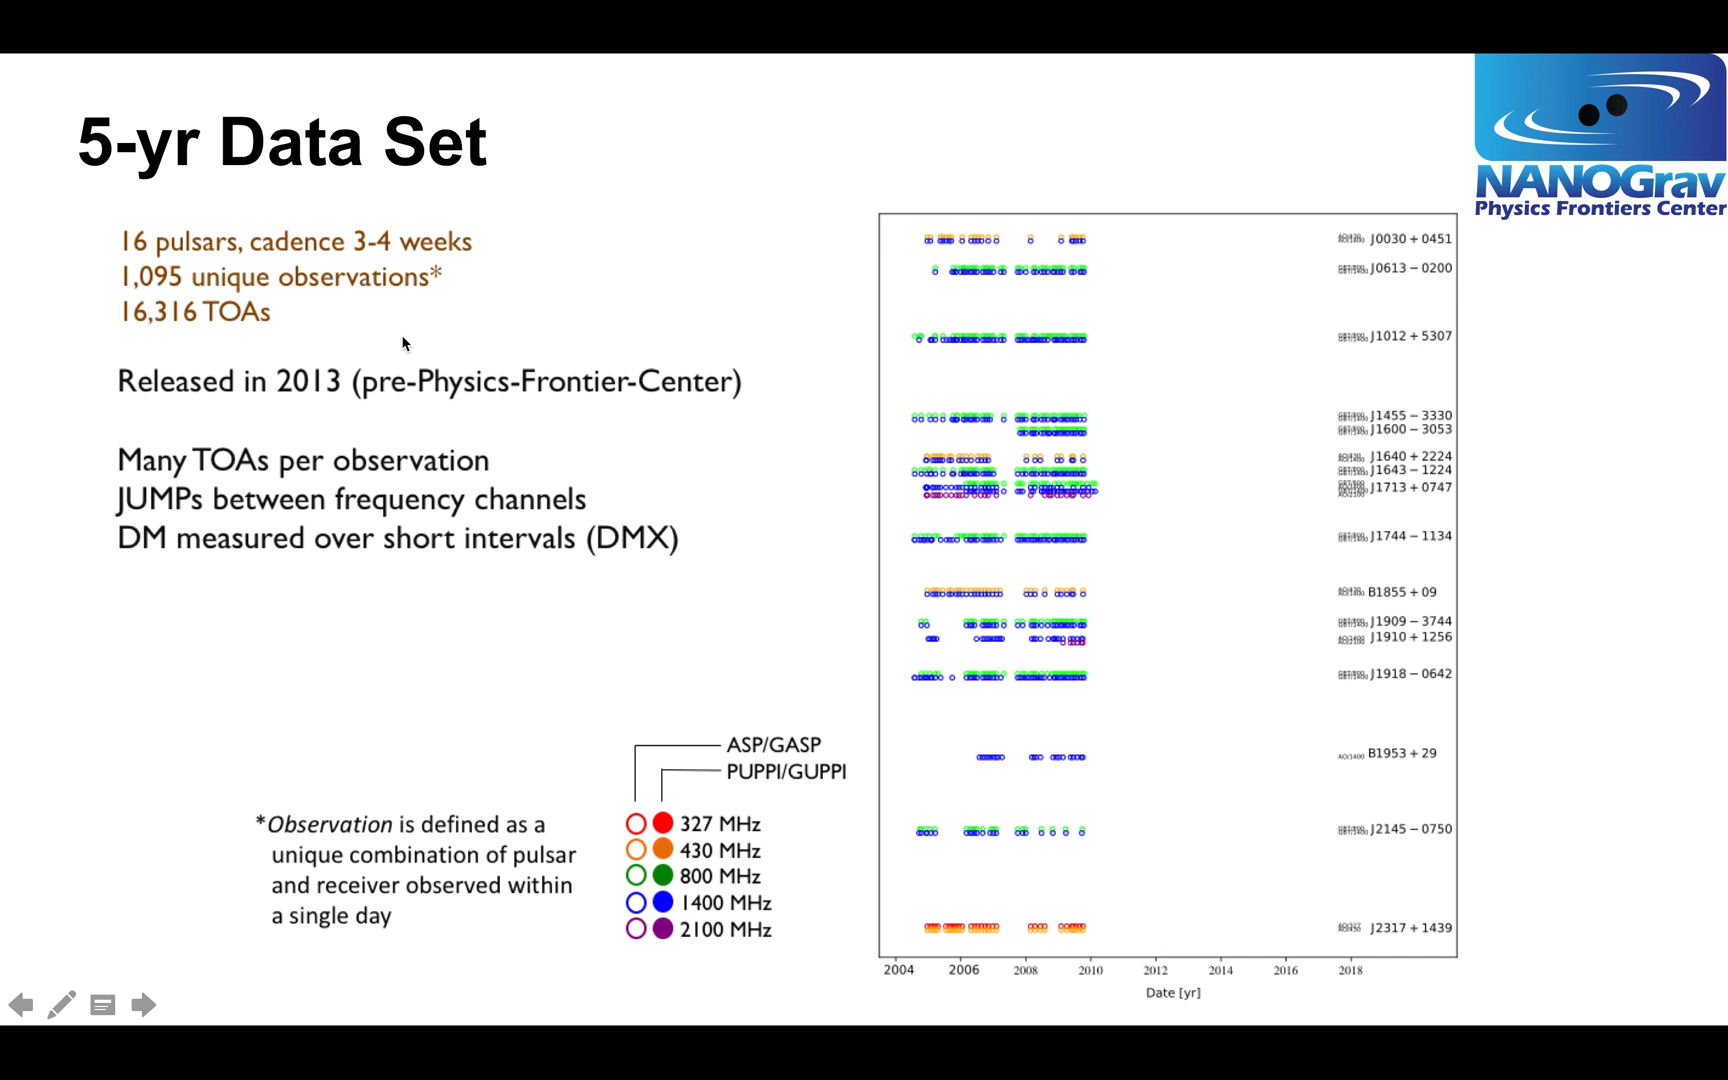 5-yr Data Set
NANOGrav
Physics Frontiers Center
16 pulsars, cadence 3-4 weeks
1,095 unique observations*
16,316 TOAs
Released in 2013 (pre-Physics-Frontier-Center)
Many TOAs per observation
JUMPs between frequency channels
DM measured over short intervals (DMX)
ASP/GASP
PUPPI/GUPPI
327 MHz
430 MHz
800 MHz
1400 MHz
2100 MHz
*Observation is defined as a
unique combination of pulsar
and receiver observed within
a single day
J0030 + 0451
J0613 − 0200
J1012 + 5307
J1455 − 3330
J1600 − 3053
J1640 + 2224
J1643 − 1224
J1713 + 0747
J1744 − 1134
B1855 + 09
J1909 − 3744
J1910 + 1256
J1918 − 0642
AO/1400 B1953 + 29
J2145 − 0750
J2317 + 1439
2004 2006 2008 2010 2012 2014 2016 2018
Date [yr]